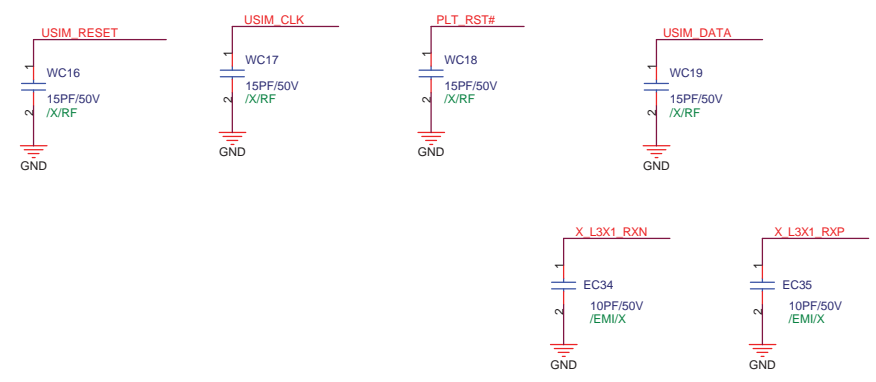 USIM_RESET
1
WC16
15PF/50V
/X/RF
2
GND
USIM_CLK
1
WC17
15PF/50V
/X/RF
2
GND
PLT_RST#
1
WC18
15PF/50V
/X/RF
2
GND
USIM_DATA
1
WC19
15PF/50V
/X/RF
2
GND
X_L3X1_RXN
1
EC34
10PF/50V
/EMI/X
2
GND
X_L3X1_RXP
1
EC35
10PF/50V
/EMI/X
2
GND